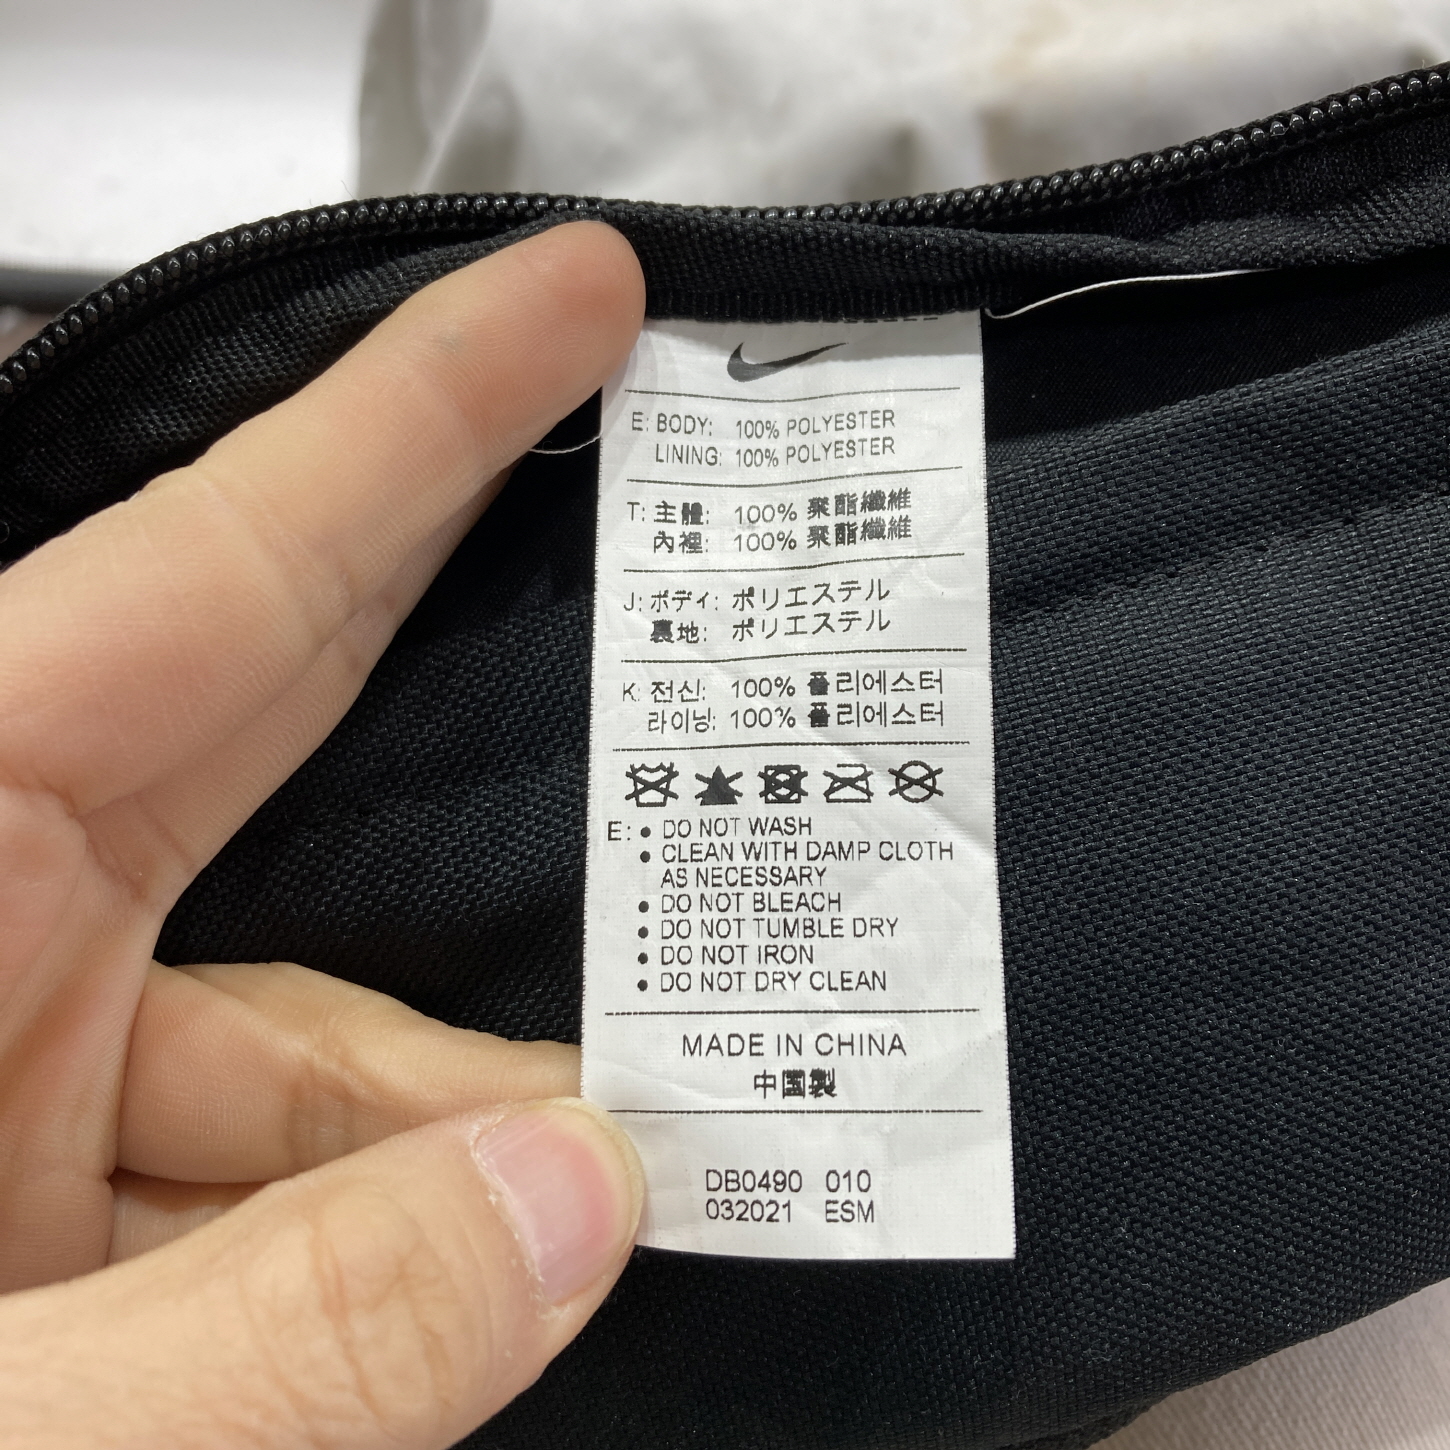 E: BODY: 100% POLYESTER
LINING: 100% POLYESTER
T: 主體: 100% 聚酯纖維
內裡: 100% 聚酯纖維
J: ボディ: ポリエステル
裏地: ポリエステル
K: 전신: 100% 폴리에스터
라이닝: 100% 폴리에스터
E: • DO NOT WASH
• CLEAN WITH DAMP CLOTH
AS NECESSARY
• DO NOT BLEACH
• DO NOT TUMBLE DRY
• DO NOT IRON
• DO NOT DRY CLEAN
MADE IN CHINA
中国製
DB0490 010
032021 ESM